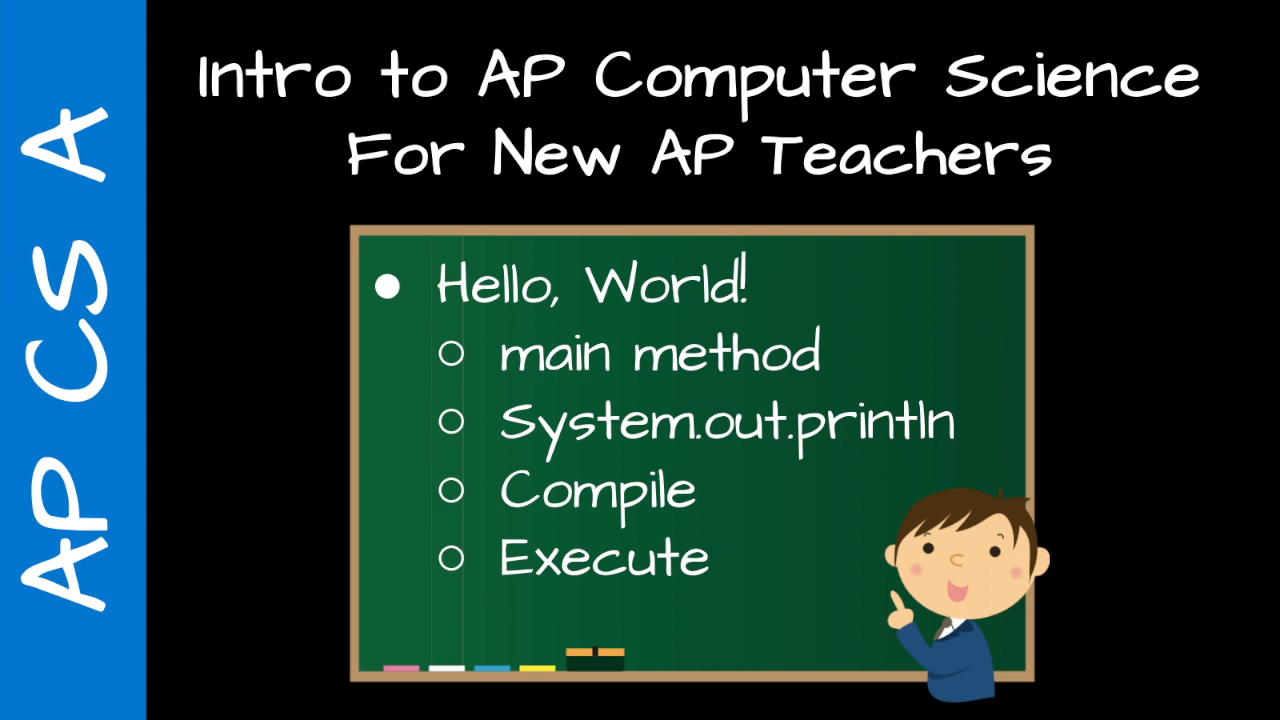 AP CS A
Intro to AP Computer Science
For New AP Teachers
● Hello, World!
○ main method
○ System.out.println
○ Compile
○ Execute